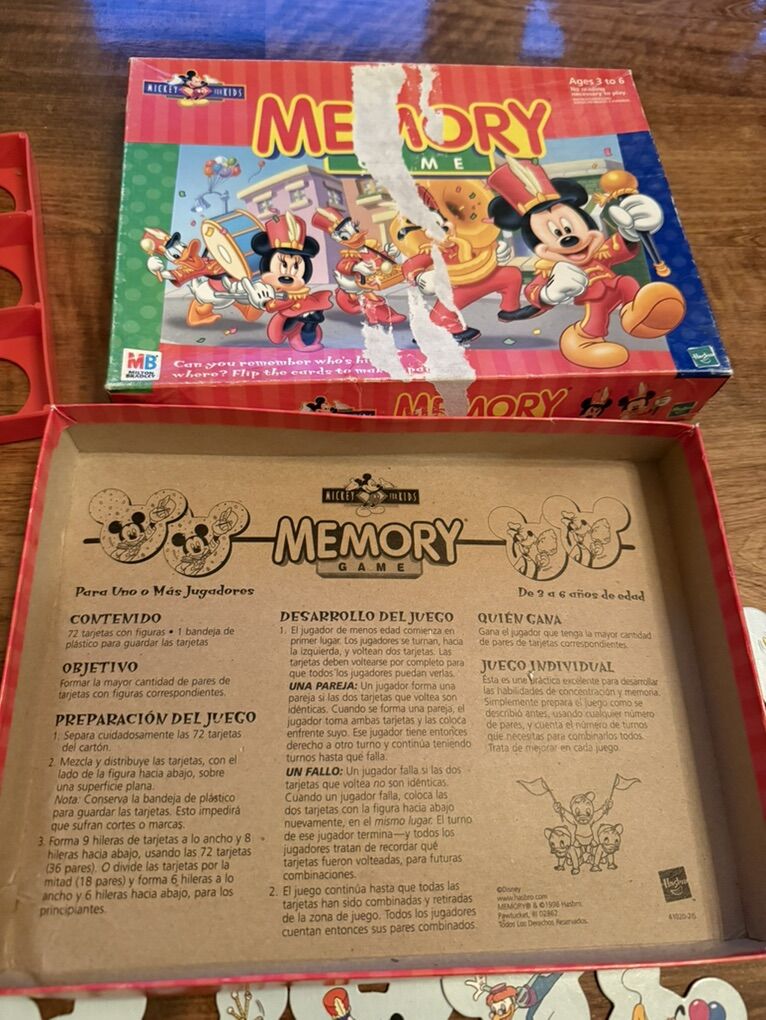 MICKEY FOR KIDS
Ages 3 to 6
No reading
necessary to play
MEMORY
GAME
MB
MILTON
BRADLEY
Can you remember who's
where? Flip the cards to
Hasbro
MEMORY
MICKEY FOR KIDS
MEMORY®
GAME
Para Uno o Más Jugadores
De 3 a 6 años de edad
CONTENIDO
72 tarjetas con figuras • 1 bandeja de
plástico para guardar las tarjetas
OBJETIVO
Formar la mayor cantidad de pares de
tarjetas con figuras correspondientes.
PREPARACIÓN DEL JUEGO
1. Separa cuidadosamente las 72 tarjetas
del cartón.
2. Mezcla y distribuye las tarjetas, con el
lado de la figura hacia abajo, sobre
una superficie plana.
Nota: Conserva la bandeja de plástico
para guardar las tarjetas. Esto impedirá
que sufran cortes o marcas.
3. Forma 9 hileras de tarjetas a lo ancho y 8
hileras hacia abajo, usando las 72 tarjetas
(36 pares). O divide las tarjetas por la
mitad (18 pares) y forma 6 hileras a lo
ancho y 6 hileras hacia abajo, para los
principiantes.
DESARROLLO DEL JUEGO
1. El jugador de menos edad comienza en
primer lugar. Los jugadores se turnan, hacia
la izquierda, y voltean dos tarjetas. Las
tarjetas deben voltearse por completo para
que todos los jugadores puedan verlas.
UNA PAREJA: Un jugador forma una
pareja si las dos tarjetas que voltea son
idénticas. Cuando se forma una pareja, el
jugador toma ambas tarjetas y las coloca
enfrente suyo. Ese jugador tiene entonces
derecho a otro turno y continúa teniendo
turnos hasta que falla.
UN FALLO: Un jugador falla si las dos
tarjetas que voltea no son idénticas.
Cuando un jugador falla, coloca las
dos tarjetas con la figura hacia abajo
nuevamente, en el mismo lugar. El turno
de ese jugador termina—y todos los
jugadores tratan de recordar qué
tarjetas fueron volteadas, para futuras
combinaciones.
2. El juego continúa hasta que todas las
tarjetas han sido combinadas y retiradas
de la zona de juego. Todos los jugadores
cuentan entonces sus pares combinados.
QUIÉN GANA
Gana el jugador que tenga la mayor cantidad
de pares de tarjetas correspondientes.
JUEGO INDIVIDUAL
Ésta es una práctica excelente para desarrollar
las habilidades de concentración y memoria.
Simplemente prepara el juego como se
describió antes, usando cualquier número
de pares, y cuenta el número de turnos
que necesitas para combinarlos todos.
Trata de mejorar en cada juego.
©Disney
www.hasbro.com
MEMORY® & ©1998 Hasbro,
Pawtucket, RI 02862
Todos Los Derechos Reservados.
Hasbro